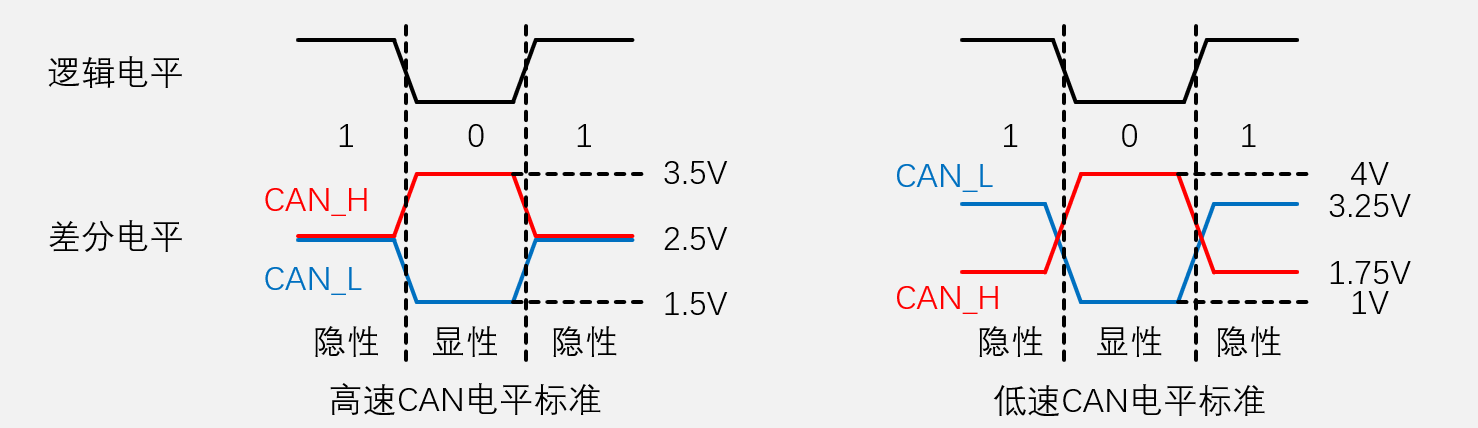 逻辑电平
1 0 1
CAN_H
CAN_L
3.5V
2.5V
1.5V
差分电平
隐性 显性 隐性
高速CAN电平标准
1 0 1
CAN_L
CAN_H
4V
3.25V
1.75V
1V
隐性 显性 隐性
低速CAN电平标准